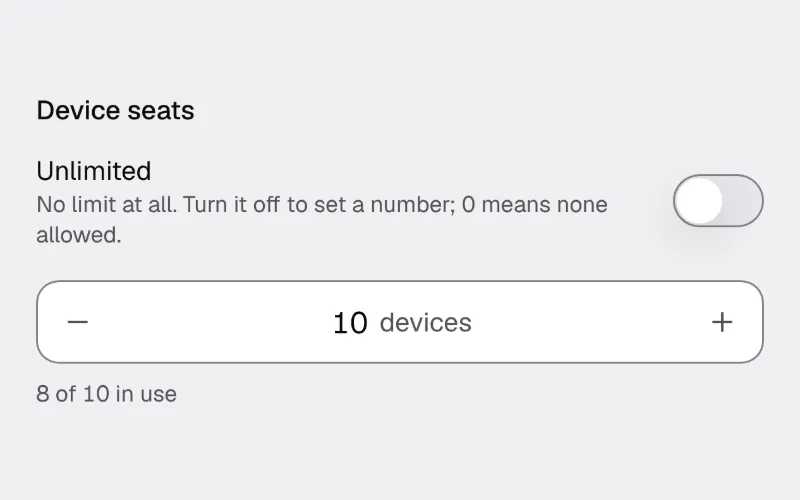 Device seats
Unlimited
No limit at all. Turn it off to set a number; 0 means none
allowed.
− 10 devices +
8 of 10 in use